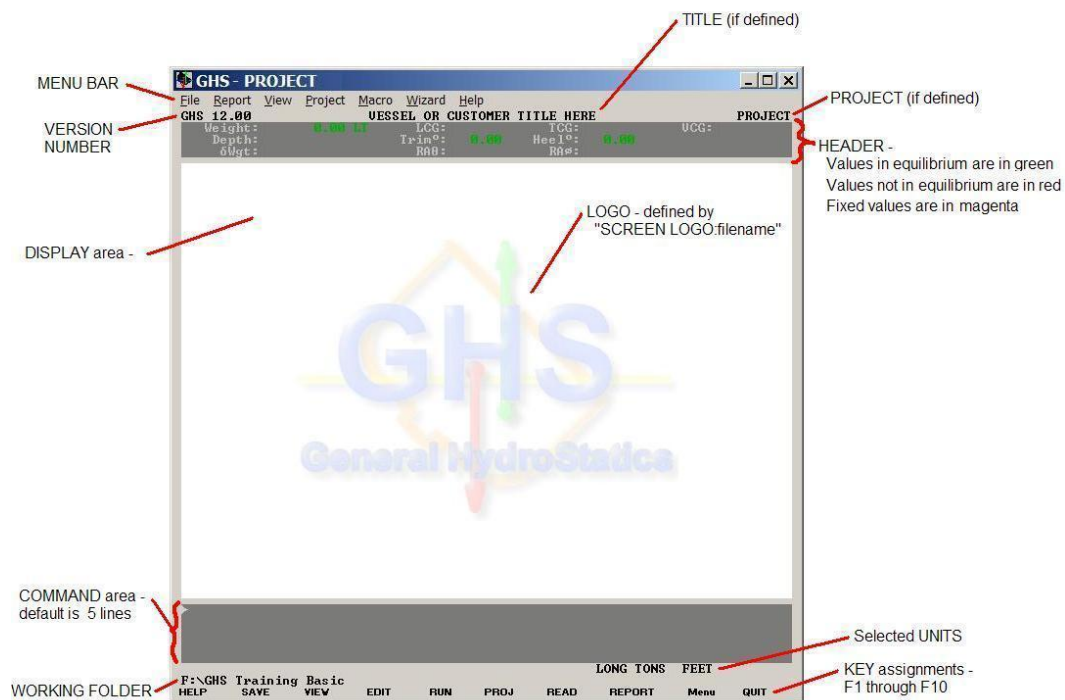 TITLE (if defined)
MENU BAR
GHS - PROJECT
File Report View Project Macro Wizard Help
PROJECT (if defined)
VERSION
NUMBER
GHS 12.00 VESSEL OR CUSTOMER TITLE HERE PROJECT
Weight: 0.00 LT LCG: TCG: VCG:
Depth: Trim°: 0.00 Heel°: 0.00
δWgt: RAθ: RAø:
HEADER -
Values in equilibrium are in green
Values not in equilibrium are in red
Fixed values are in magenta
LOGO - defined by
"SCREEN LOGO:filename"
DISPLAY area -
GHS
General HydroStatics
COMMAND area -
default is 5 lines
Selected UNITS
LONG TONS FEET
KEY assignments -
F1 through F10
WORKING FOLDER
F:\GHS Training Basic
HELP SAVE VIEW EDIT RUN PROJ READ REPORT Menu QUIT